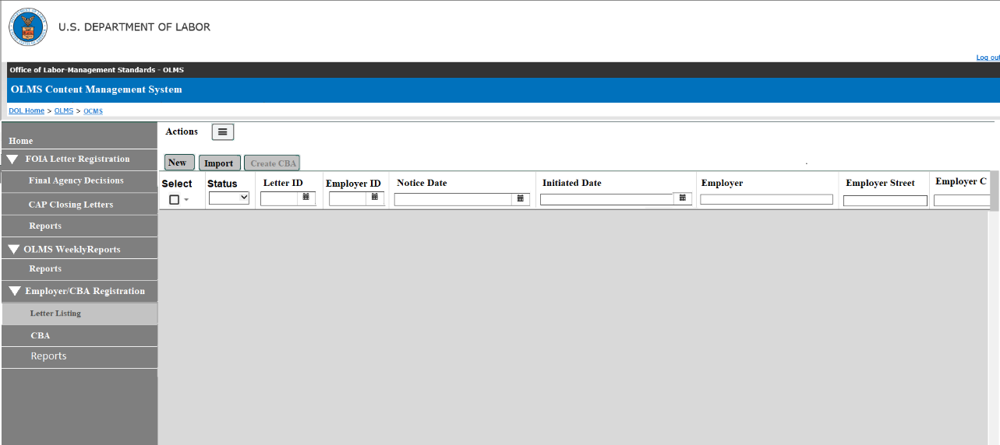 U.S. DEPARTMENT OF LABOR
Log out
Office of Labor-Management Standards - OLMS
OLMS Content Management System
DOL Home > OLMS > OCMS
Actions
Home
FOIA Letter Registration
Final Agency Decisions
CAP Closing Letters
Reports
OLMS WeeklyReports
Reports
Employer/CBA Registration
Letter Listing
CBA
Reports
New Import Create CBA
Select Status Letter ID Employer ID Notice Date Initiated Date Employer Employer Street Employer C